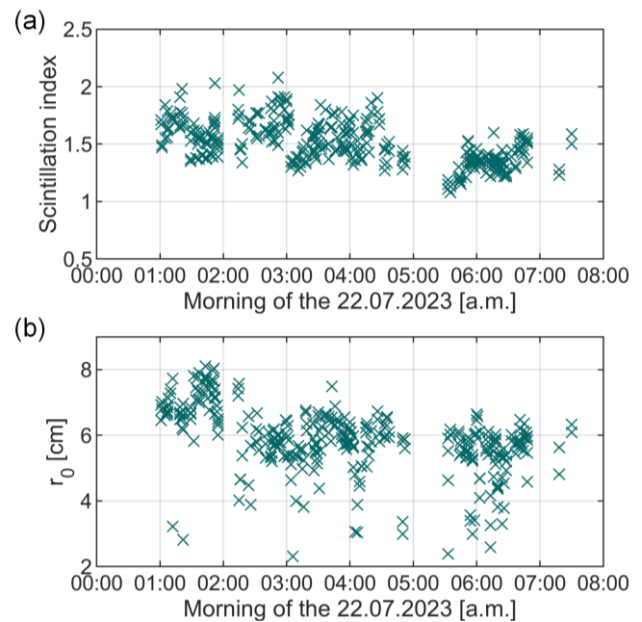 (a)
2.5
2
1.5
1
0.5
Scintillation index
00:00 01:00 02:00 03:00 04:00 05:00 06:00 07:00 08:00
Morning of the 22.07.2023 [a.m.]
(b)
8
6
4
2
r₀ [cm]
00:00 01:00 02:00 03:00 04:00 05:00 06:00 07:00 08:00
Morning of the 22.07.2023 [a.m.]